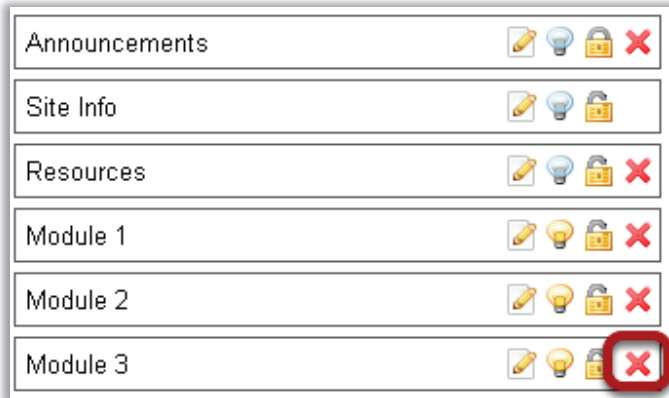 Announcements
Site Info
Resources
Module 1
Module 2
Module 3